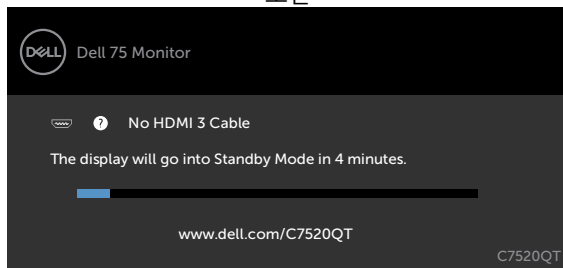 DELL Dell 75 Monitor
? No HDMI 3 Cable
The display will go into Standby Mode in 4 minutes.
www.dell.com/C7520QT
C7520QT